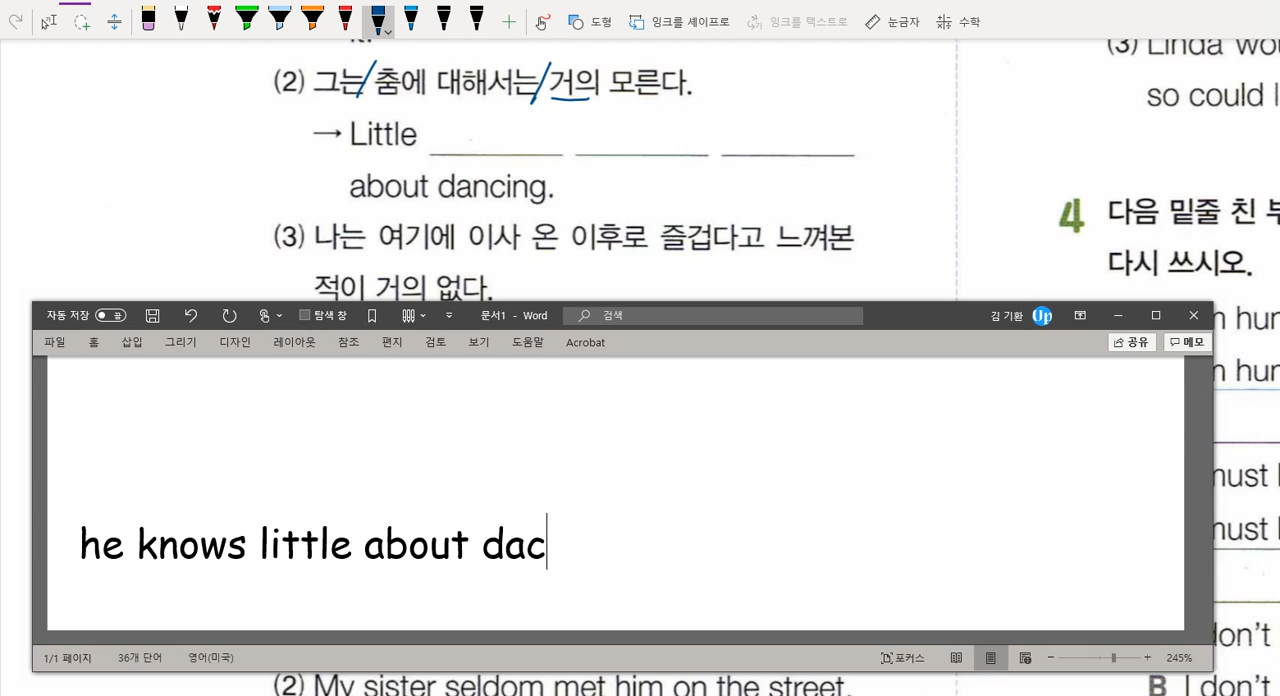 도형
잉크를 셰이프로
잉크를 텍스트로
눈금자
수학
(2) 그는 춤에 대해서는 거의 모른다.
→ Little
about dancing.
(3) 나는 여기에 이사 온 이후로 즐겁다고 느껴본
적이 거의 없다.
(3) Linda wou
so could l
4 다음 밑줄 친 부
다시 쓰시오.
자동 저장
탐색 창
문서1 - Word
검색
김 기환
Up
파일 홈 삽입 그리기 디자인 레이아웃 참조 편지 검토 보기 도움말 Acrobat
공유 메모
he knows little about dac
1/1 페이지 36개 단어 영어(미국)
포커스
245%
n hun
n hun
nust l
nust l
don't
(2) My sister seldom met him on the street.
B I don't